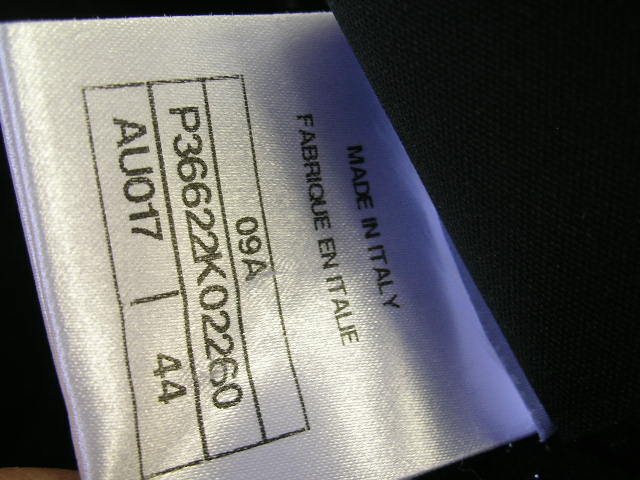 MADE IN ITALY
FABRIQUE EN ITALIE
09A
P36622K02260
AU017 44